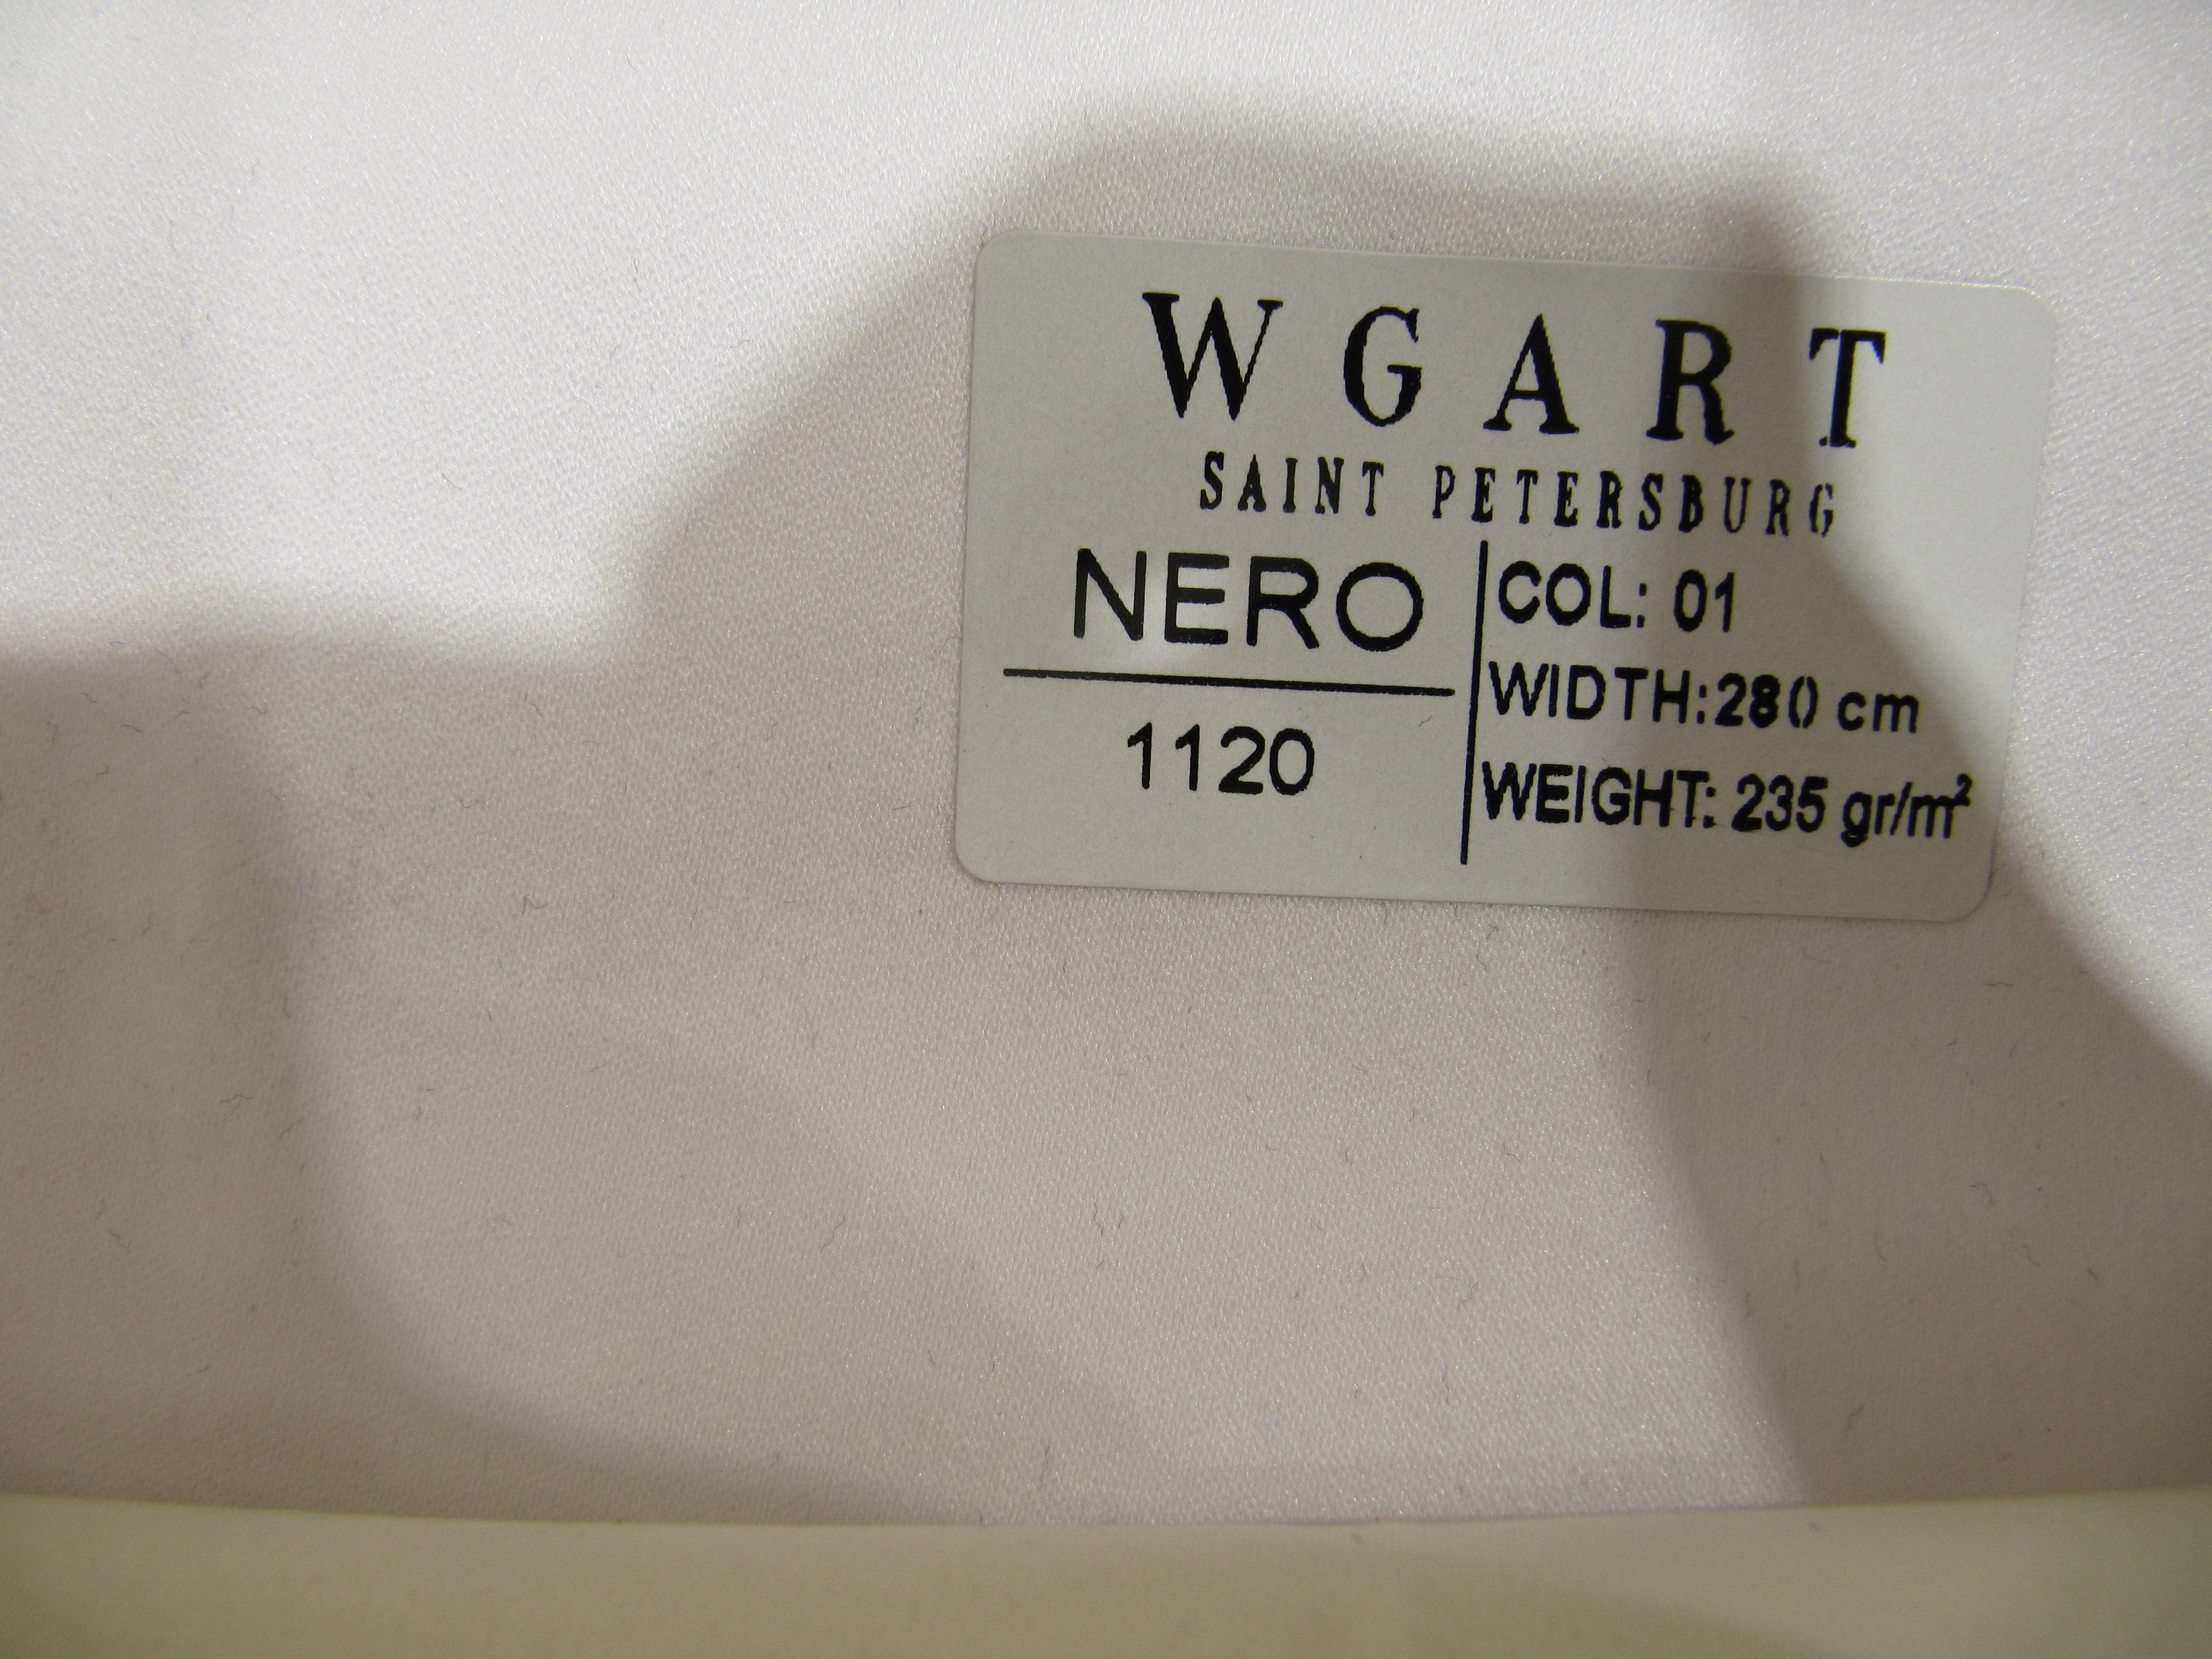 WGART
SAINT PETERSBURG
NERO
1120
COL: 01
WIDTH:280 cm
WEIGHT: 235 gr/m²